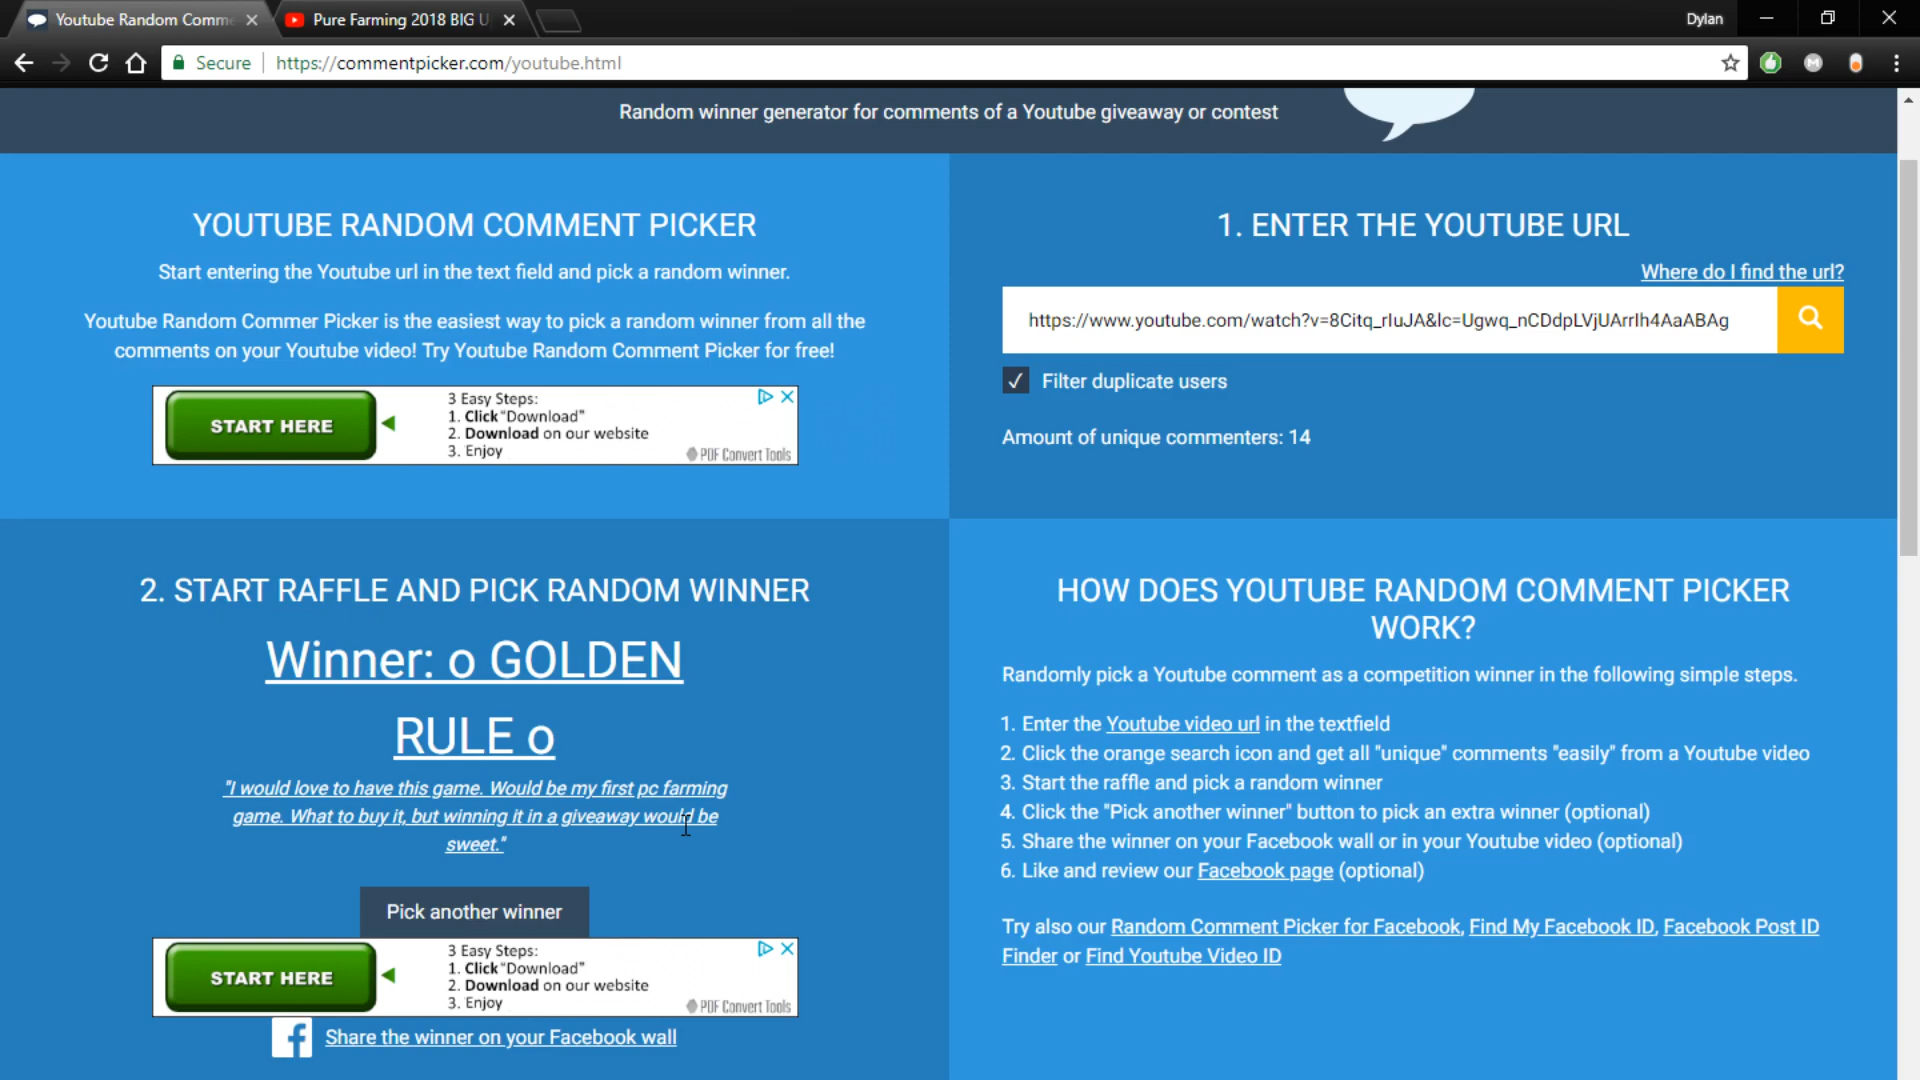 Youtube Random Comme
Pure Farming 2018 BIG U
Dylan
Secure
https://commentpicker.com/youtube.html
Random winner generator for comments of a Youtube giveaway or contest
YOUTUBE RANDOM COMMENT PICKER
Start entering the Youtube url in the text field and pick a random winner.
Youtube Random Commer Picker is the easiest way to pick a random winner from all the
comments on your Youtube video! Try Youtube Random Comment Picker for free!
START HERE
3 Easy Steps:
1. Click "Download"
2. Download on our website
3. Enjoy
PDF Convert Tools
1. ENTER THE YOUTUBE URL
Where do I find the url?
https://www.youtube.com/watch?v=8Citq_rIuJA&lc=Ugwq_nCDdpLVjUArrIh4AaABAg
✓ Filter duplicate users
Amount of unique commenters: 14
2. START RAFFLE AND PICK RANDOM WINNER
Winner: o GOLDEN
RULE o
"I would love to have this game. Would be my first pc farming
game. What to buy it, but winning it in a giveaway would be
sweet."
Pick another winner
START HERE
3 Easy Steps:
1. Click "Download"
2. Download on our website
3. Enjoy
PDF Convert Tools
Share the winner on your Facebook wall
HOW DOES YOUTUBE RANDOM COMMENT PICKER
WORK?
Randomly pick a Youtube comment as a competition winner in the following simple steps.
1. Enter the Youtube video url in the textfield
2. Click the orange search icon and get all "unique" comments "easily" from a Youtube video
3. Start the raffle and pick a random winner
4. Click the "Pick another winner" button to pick an extra winner (optional)
5. Share the winner on your Facebook wall or in your Youtube video (optional)
6. Like and review our Facebook page (optional)
Try also our Random Comment Picker for Facebook, Find My Facebook ID, Facebook Post ID
Finder or Find Youtube Video ID